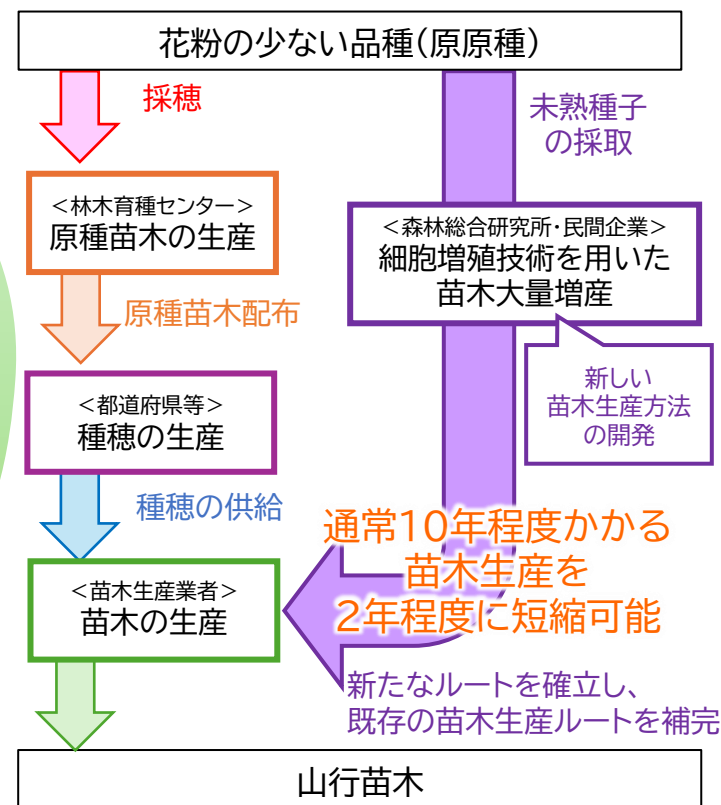 花粉の少ない品種(原原種)
採穂
未熟種子
の採取
<林木育種センター>
原種苗木の生産
<森林総合研究所・民間企業>
細胞増殖技術を用いた
苗木大量増産
原種苗木配布
新しい
苗木生産方法
の開発
<都道府県等>
種穂の生産
種穂の供給
通常10年程度かかる
苗木生産を
2年程度に短縮可能
<苗木生産業者>
苗木の生産
新たなルートを確立し、
既存の苗木生産ルートを補完
山行苗木